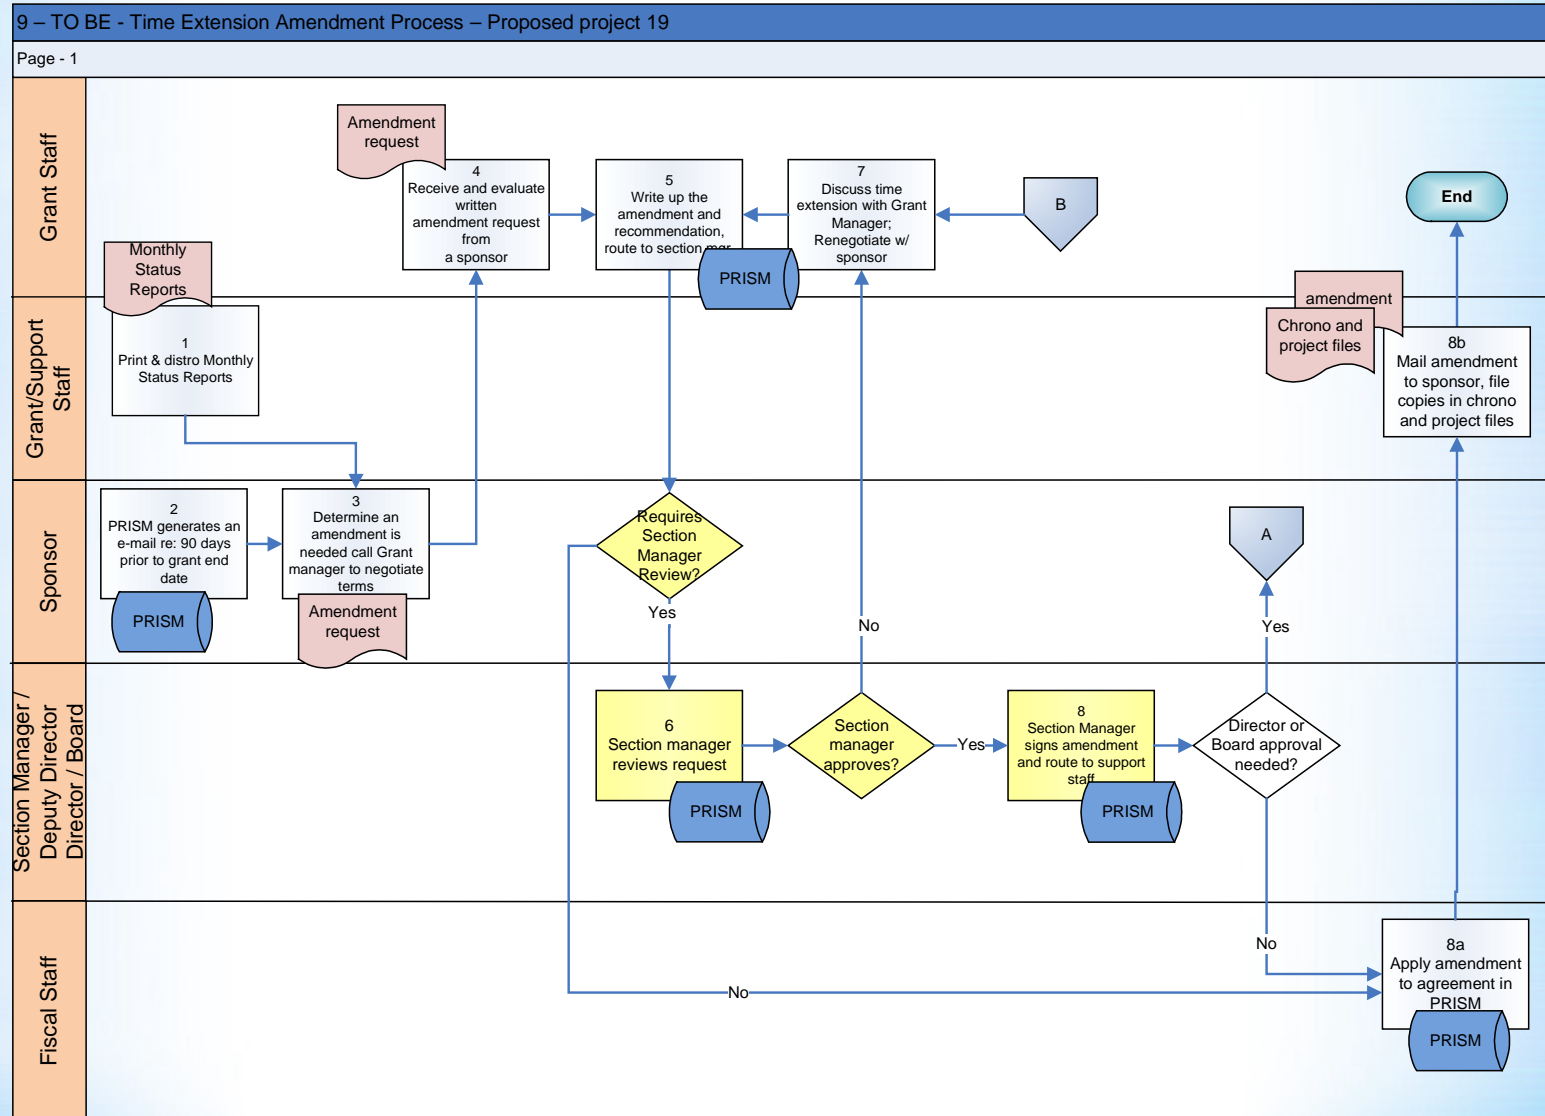 9 – TO BE - Time Extension Amendment Process – Proposed project 19
Page - 1
Grant Staff
Amendment
request
4
Receive and evaluate
written
amendment request
from
a sponsor
5
Write up the
amendment and
recommendation,
route to section mgr
PRISM
7
Discuss time
extension with Grant
Manager;
Renegotiate w/
sponsor
B
End
Grant/Support
Staff
Monthly
Status
Reports
1
Print & distro Monthly
Status Reports
amendment
Chrono and
project files
8b
Mail amendment
to sponsor, file
copies in chrono
and project files
Sponsor
2
PRISM generates an
e-mail re: 90 days
prior to grant end
date
PRISM
3
Determine an
amendment is
needed call Grant
manager to negotiate
terms
Amendment
request
Requires
Section
Manager
Review?
Yes
No
A
Yes
Section Manager /
Deputy Director
Director / Board
6
Section manager
reviews request
PRISM
Section
manager
approves?
Yes
8
Section Manager
signs amendment
and route to support
staff
PRISM
Director or
Board approval
needed?
No
Fiscal Staff
No
8a
Apply amendment
to agreement in
PRISM
PRISM